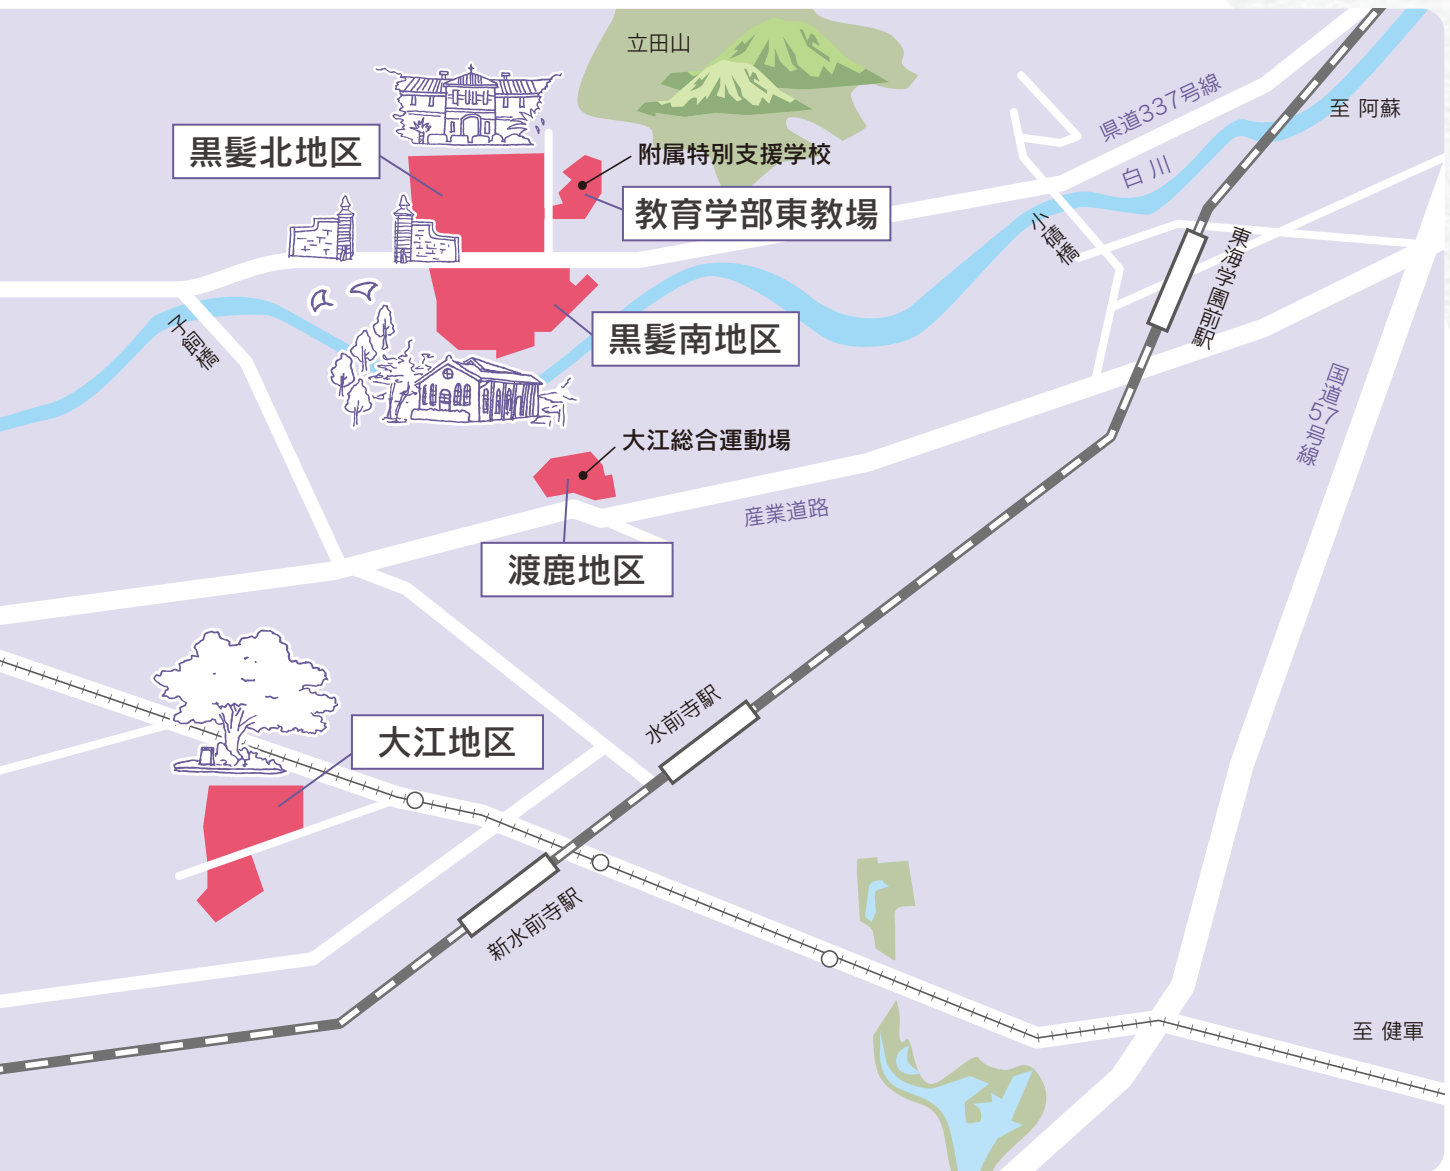 立田山
県道337号線
至 阿蘇
黒髪北地区
附属特別支援学校
白川
教育学部東教場
小磧橋
東海学園前駅
子飼橋
黒髪南地区
国道57号線
大江総合運動場
産業道路
渡鹿地区
水前寺駅
大江地区
新水前寺駅
至 健軍